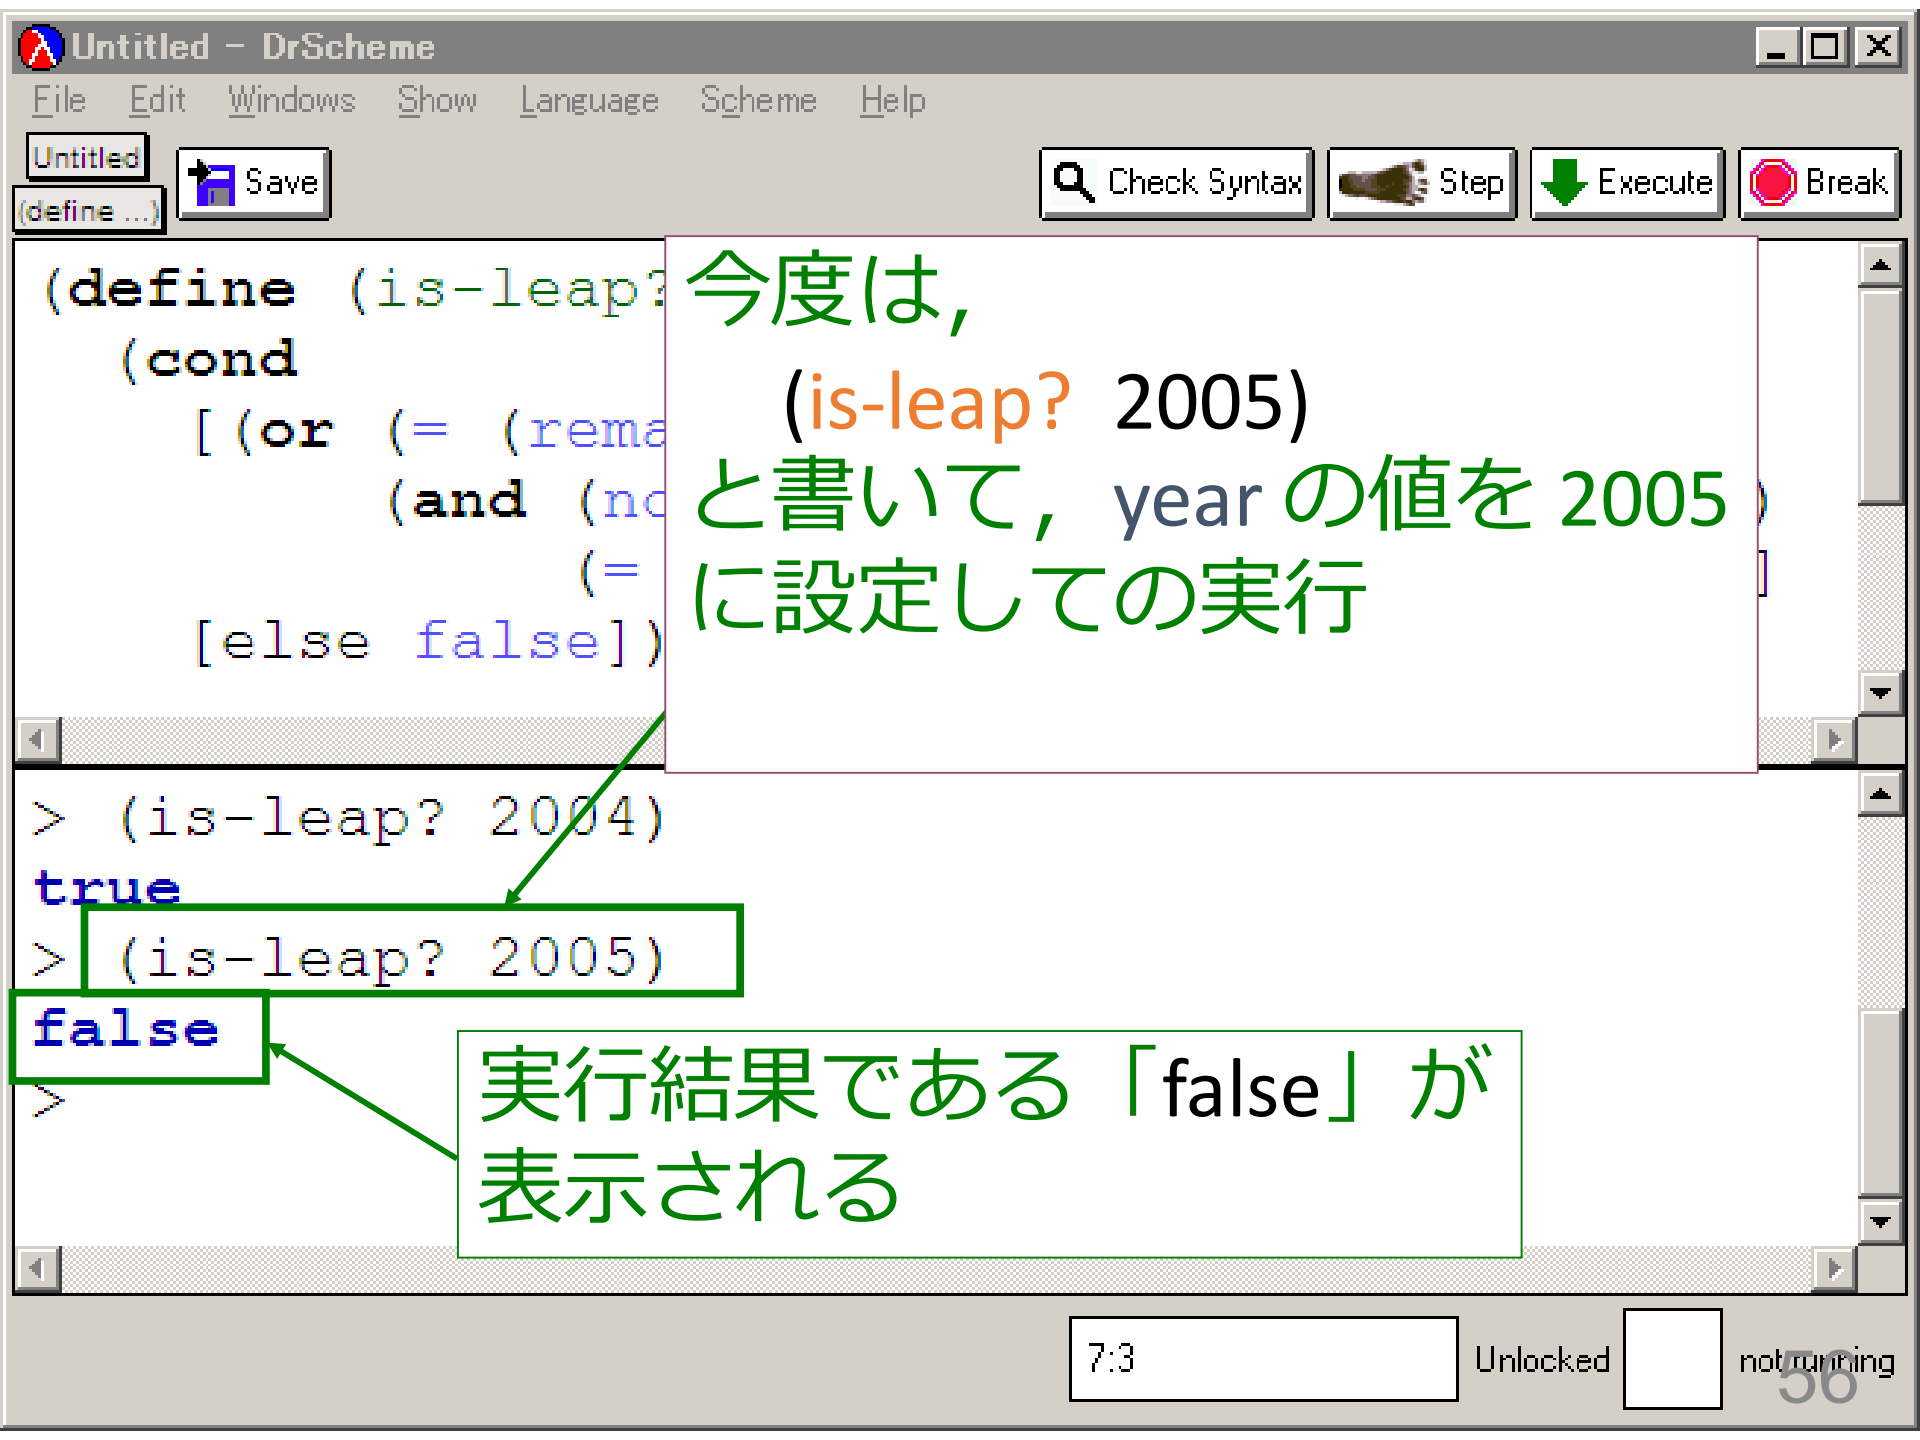 Untitled - DrScheme
File Edit Windows Show Language Scheme Help
Untitled
(define ...)
Save
Check Syntax
Step
Execute
Break
(define (is-leap?
(cond
[(or (= (rema
(and (no
)
(=
]
[else false])
今度は,
(is-leap? 2005)
と書いて, year の値を 2005
に設定しての実行
> (is-leap? 2004)
true
> (is-leap? 2005)
false
>
実行結果である「false」が
表示される
7:3
Unlocked
not running
56